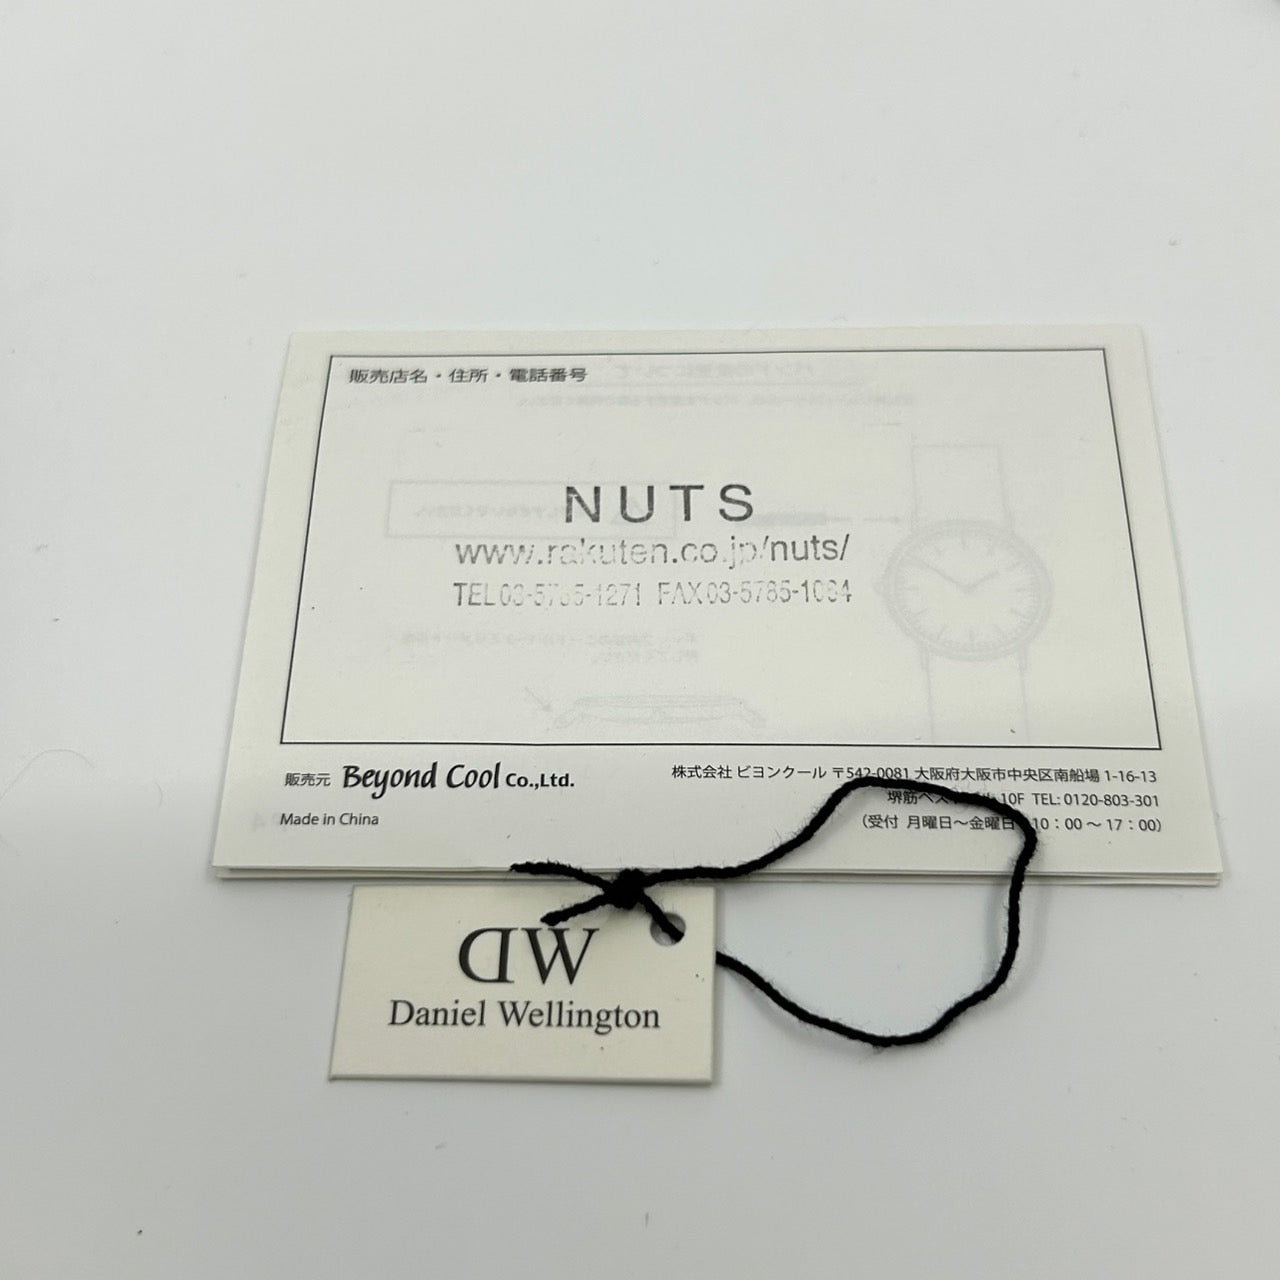 販売店名・住所・電話番号
NUTS
www.rakuten.co.jp/nuts/
TEL03-5785-1271 FAX03-5785-1084
販売元 Beyond Cool Co.,Ltd.
Made in China
株式会社 ビヨンクール 〒542-0081 大阪府大阪市中央区南船場 1-16-13
堺筋ベス 10F TEL: 0120-803-301
(受付 月曜日～金曜日 10：00～17：00)
DW
Daniel Wellington